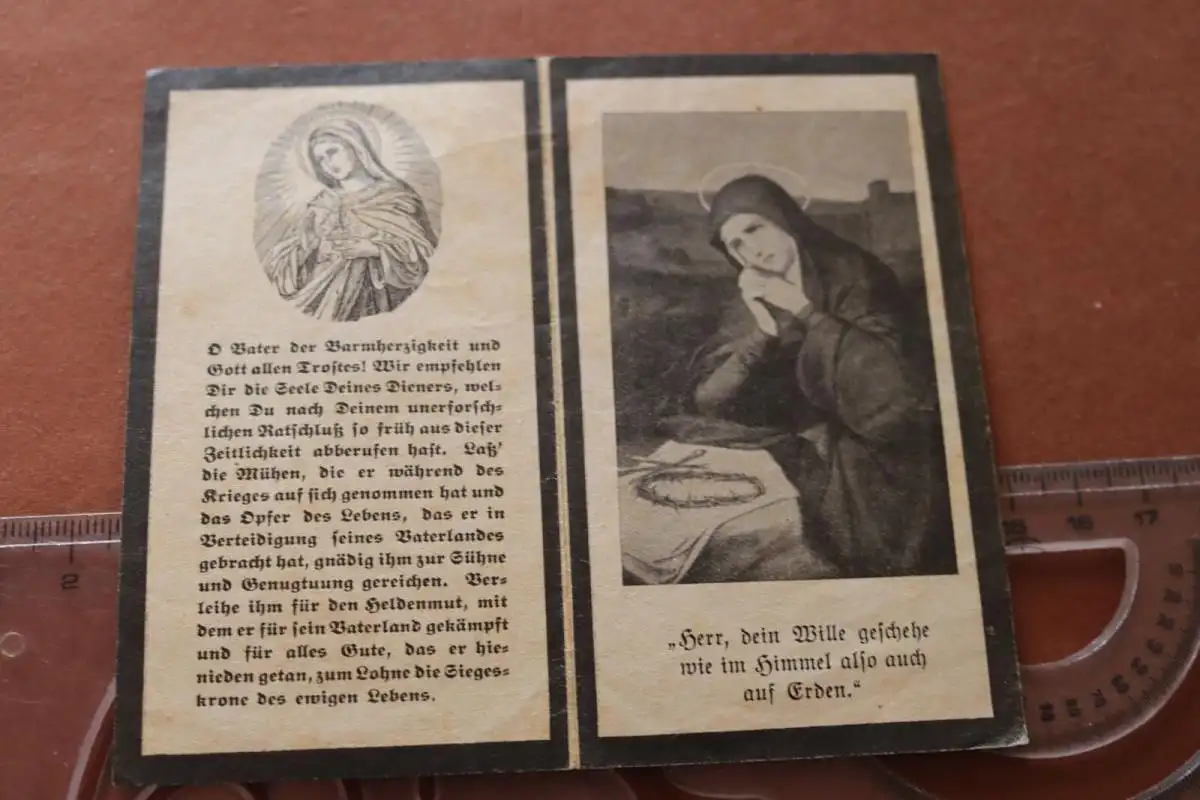 O Vater der Barmherzigkeit und
Gott allen Trostes! Wir empfehlen
Dir die Seele Deines Dieners, wel-
chen Du nach Deinem unerforsch-
lichen Ratschluß so früh aus dieser
Zeitlichkeit abberufen hast. Laß'
die Mühen, die er während des
Krieges auf sich genommen hat und
das Opfer des Lebens, das er in
Verteidigung seines Vaterlandes
gebracht hat, gnädig ihm zur Sühne
und Genugtuung gereichen. Ver-
leihe ihm für den Heldenmut, mit
dem er für sein Vaterland gekämpft
und für alles Gute, das er hie-
nieden getan, zum Lohne die Sieges-
krone des ewigen Lebens.
„Herr, dein Wille geschehe
wie im Himmel also auch
auf Erden.“
2
15 16 17